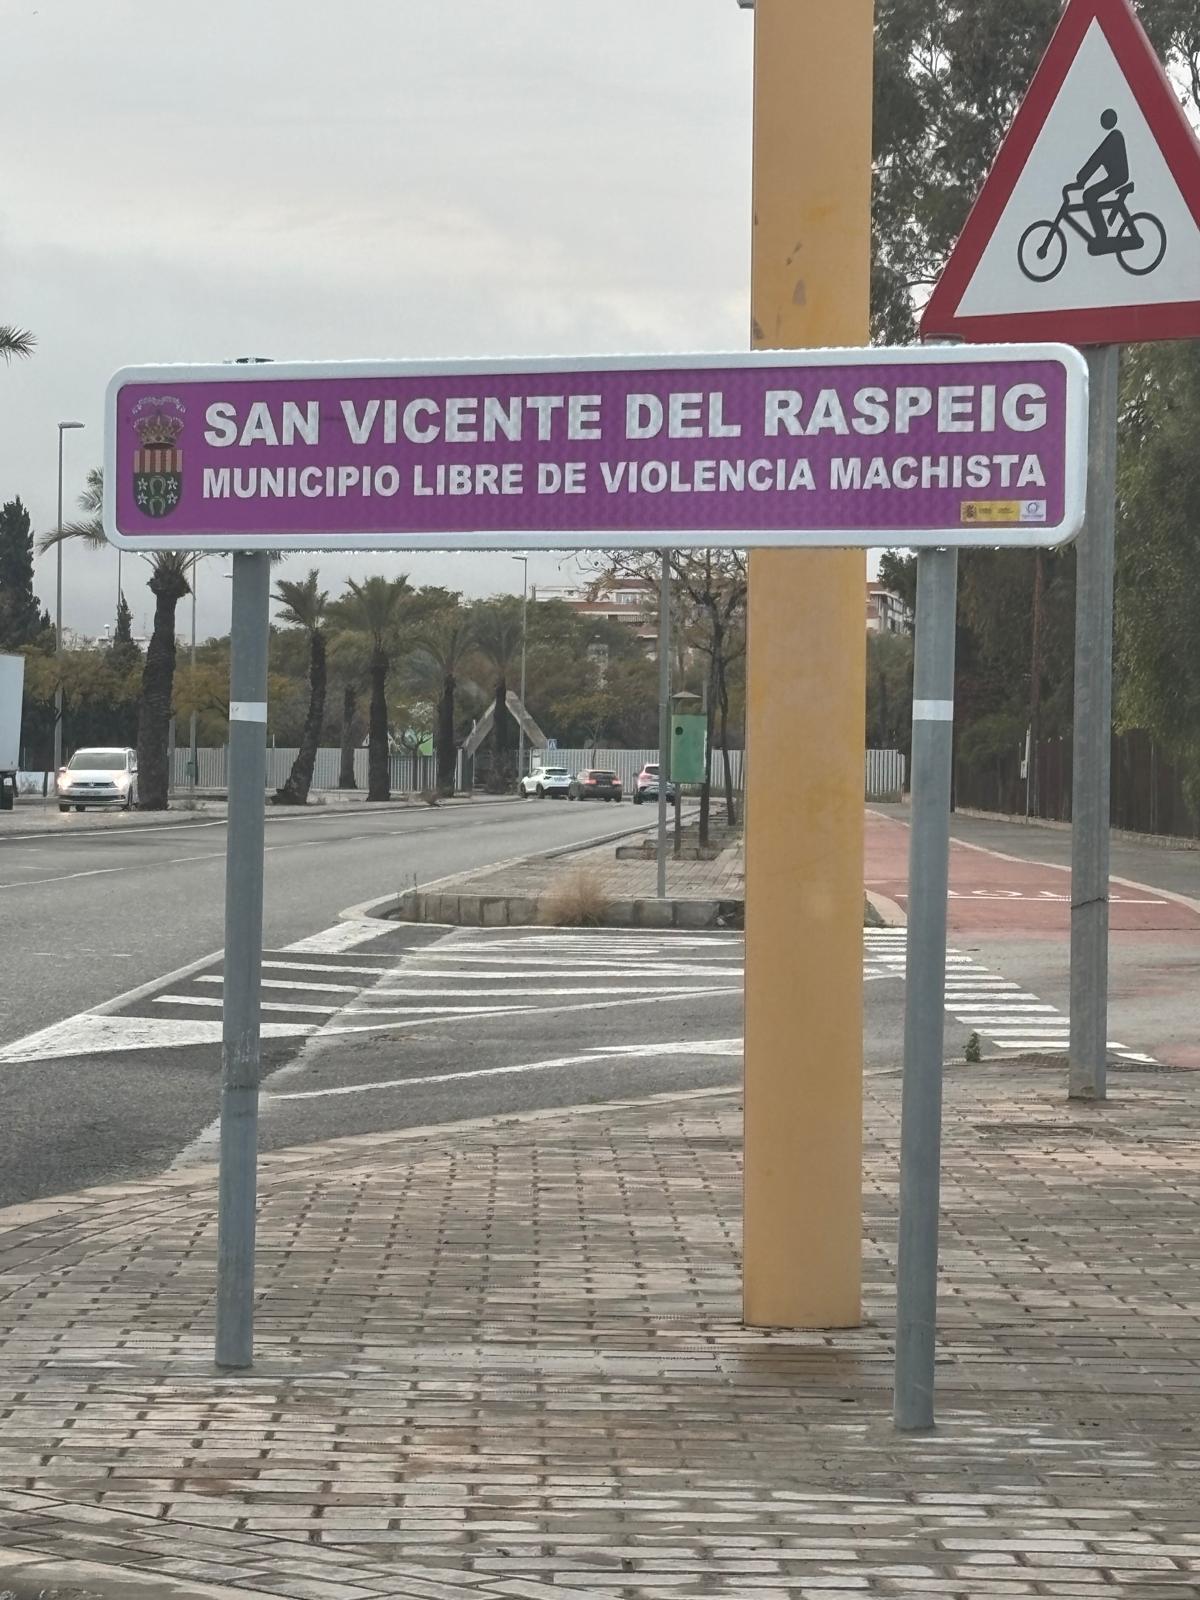 SAN VICENTE DEL RASPEIG
MUNICIPIO LIBRE DE VIOLENCIA MACHISTA